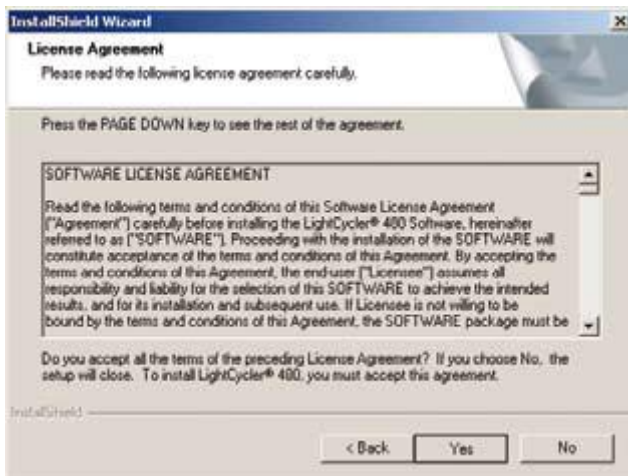 InstallShield Wizard
License Agreement
Please read the following license agreement carefully.
Press the PAGE DOWN key to see the rest of the agreement.
SOFTWARE LICENSE AGREEMENT
Read the following terms and conditions of this Software License Agreement
("Agreement") carefully before installing the LightCycler® 480 Software, hereinafter
referred to as ("SOFTWARE"). Proceeding with the installation of the SOFTWARE will
constitute acceptance of the terms and conditions of this Agreement. By accepting the
terms and conditions of this Agreement, the end-user ("Licensee") assumes all
responsibility and liability for the selection of this SOFTWARE to achieve the intended
results, and for its installation and subsequent use. If Licensee is not willing to be
bound by the terms and conditions of this Agreement, the SOFTWARE package must be
Do you accept all the terms of the preceding License Agreement? If you choose No, the
setup will close. To install LightCycler® 480, you must accept this agreement.
InstallShield
< Back Yes No